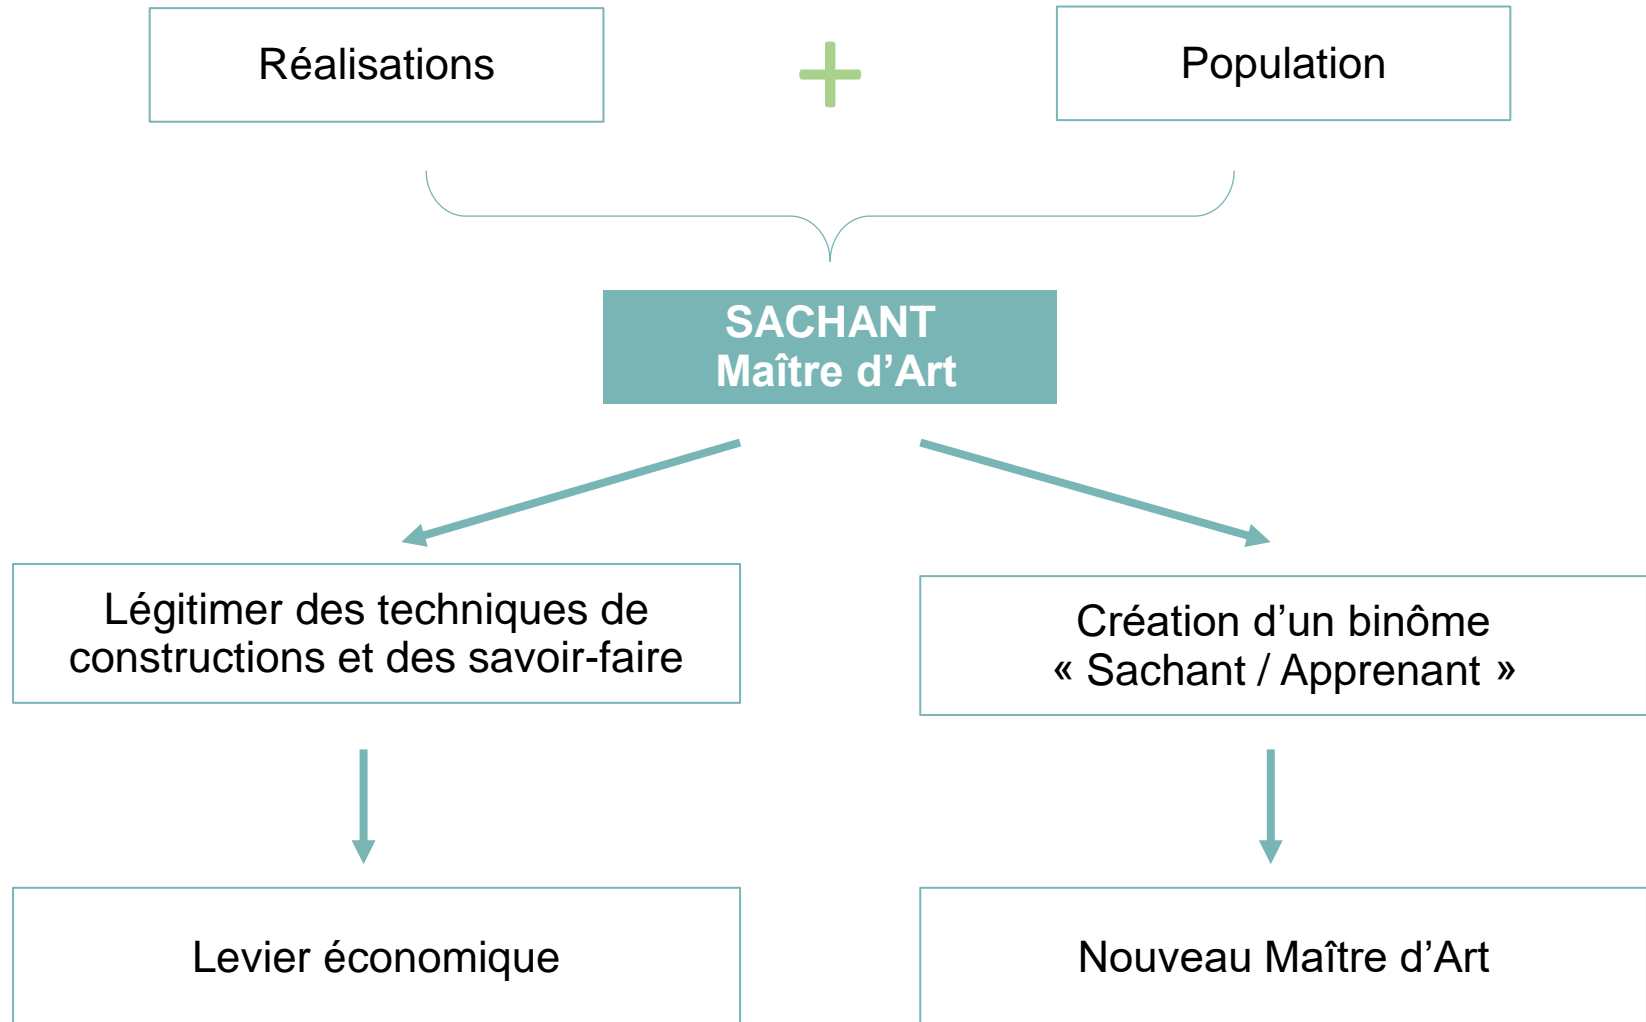 Réalisations
+
Population
SACHANT
Maître d’Art
Légitimer des techniques de
constructions et des savoir-faire
Création d’un binôme
« Sachant / Apprenant »
Levier économique
Nouveau Maître d’Art